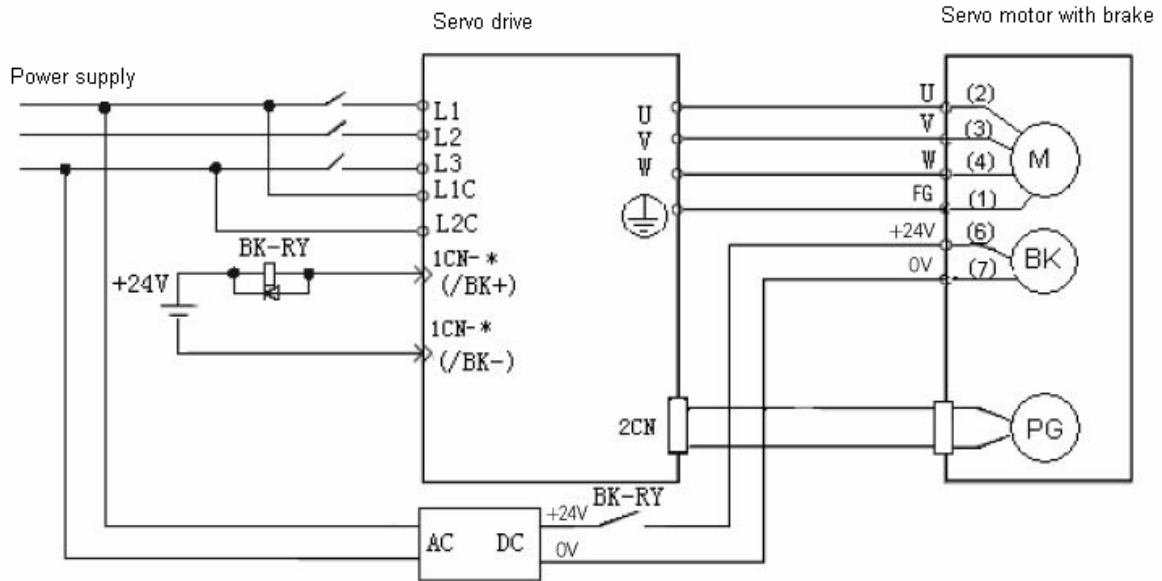 Servo drive
Servo motor with brake
Power supply
L1
L2
L3
L1C
L2C
U
V
W
U
V
W
FG
+24V
0V
(2)
(3)
(4)
(1)
(6)
(7)
M
BK
PG
BK-RY
+24V
1CN-*
(/BK+)
1CN-*
(/BK-)
2CN
BK-RY
+24V
0V
AC DC